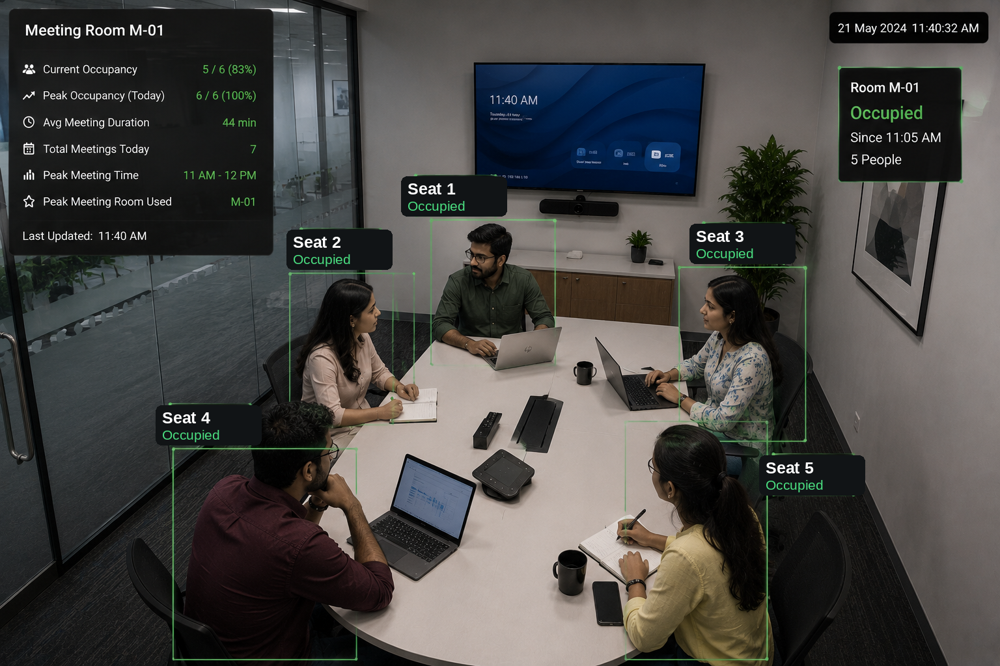 Meeting Room M-01
Current Occupancy 5 / 6 (83%)
Peak Occupancy (Today) 6 / 6 (100%)
Avg Meeting Duration 44 min
Total Meetings Today 7
Peak Meeting Time 11 AM - 12 PM
Peak Meeting Room Used M-01
Last Updated: 11:40 AM
21 May 2024 11:40:32 AM
Room M-01
Occupied
Since 11:05 AM
5 People
11:40 AM
Seat 1
Occupied
Seat 2
Occupied
Seat 3
Occupied
Seat 4
Occupied
Seat 5
Occupied
hp